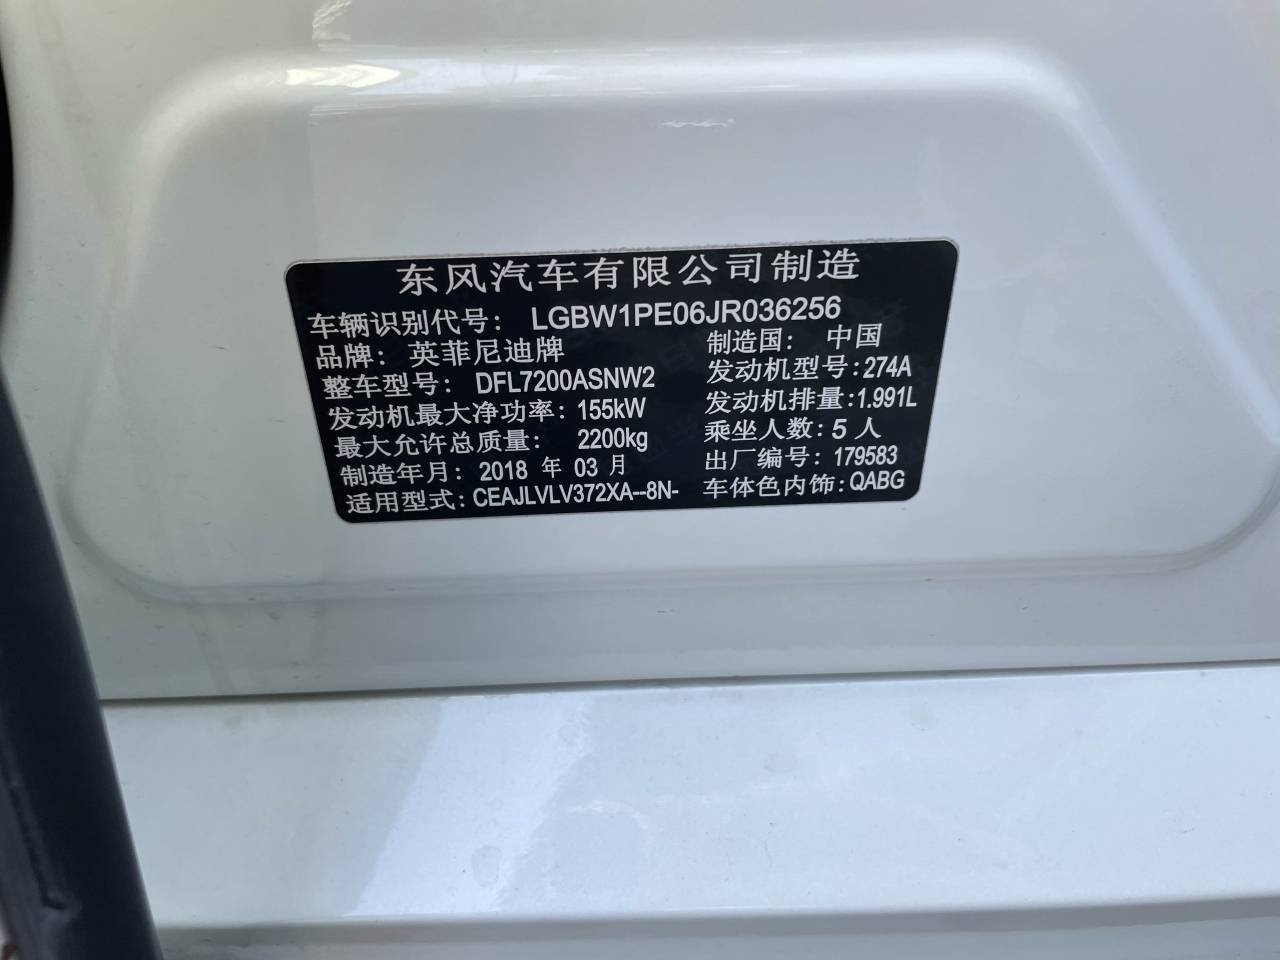 东风汽车有限公司制造
车辆识别代号: LGBW1PE06JR036256
品牌: 英菲尼迪牌 制造国: 中国
整车型号: DFL7200ASNW2 发动机型号:274A
发动机最大净功率: 155kW 发动机排量:1.991L
最大允许总质量: 2200kg 乘坐人数: 5 人
制造年月: 2018 年 03 月 出厂编号: 179583
适用型式: CEAJLVLV372XA--8N- 车体色内饰:QABG